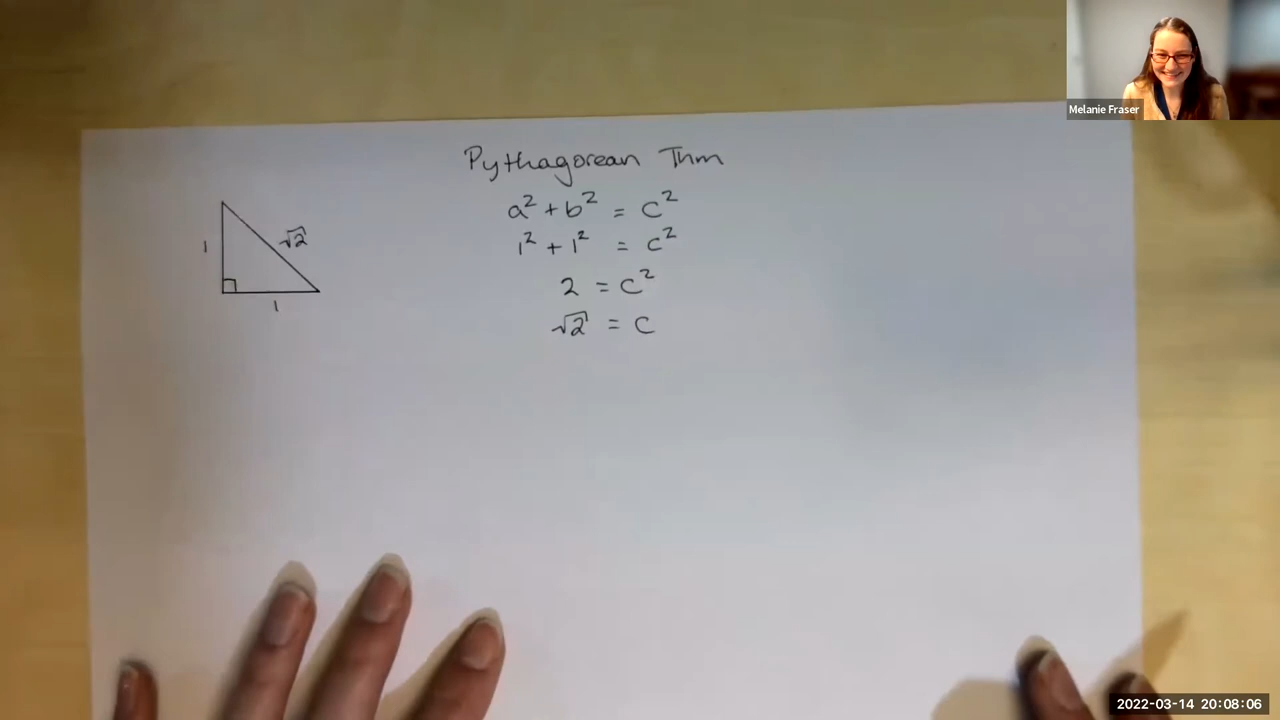 Melanie Fraser
Pythagorean Thm
a² + b² = c²
1² + 1² = c²
2 = c²
√2 = c
1
√2
1
2022-03-14 20:08:06